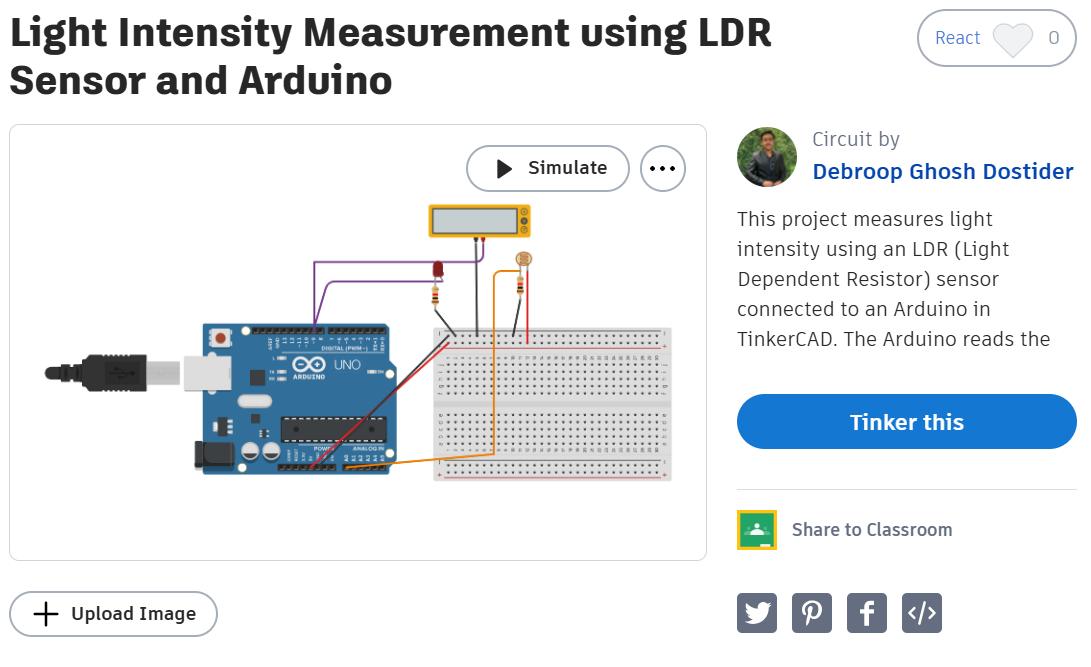 Light Intensity Measurement using LDR
Sensor and Arduino
React 0
Simulate
Circuit by
Debroop Ghosh Dostider
This project measures light
intensity using an LDR (Light
Dependent Resistor) sensor
connected to an Arduino in
TinkerCAD. The Arduino reads the
DIGITAL (PWM~)
UNO
ARDUINO
POWER
ANALOG IN
Tinker this
Share to Classroom
Upload Image